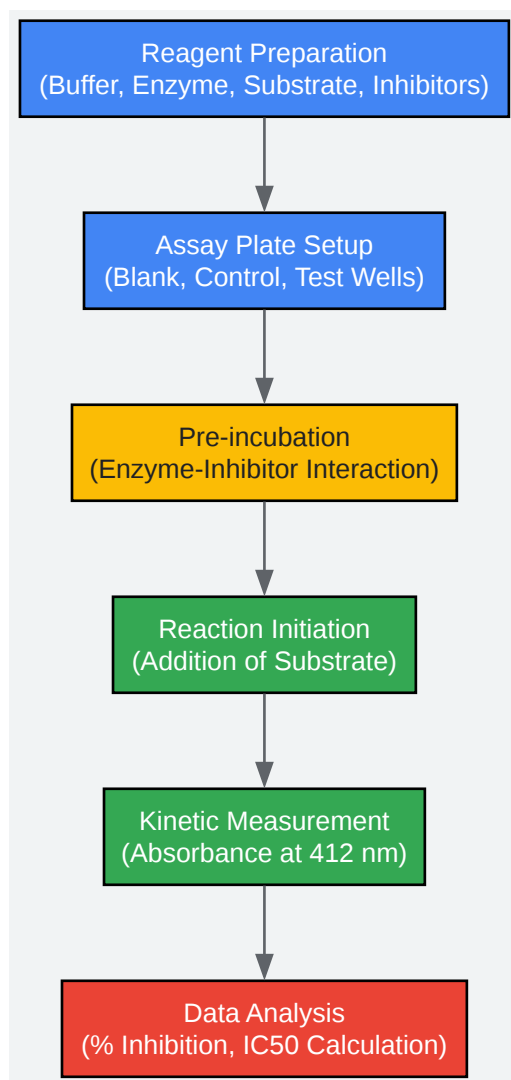 Reagent Preparation
(Buffer, Enzyme, Substrate, Inhibitors)
Assay Plate Setup
(Blank, Control, Test Wells)
Pre-incubation
(Enzyme-Inhibitor Interaction)
Reaction Initiation
(Addition of Substrate)
Kinetic Measurement
(Absorbance at 412 nm)
Data Analysis
(% Inhibition, IC50 Calculation)